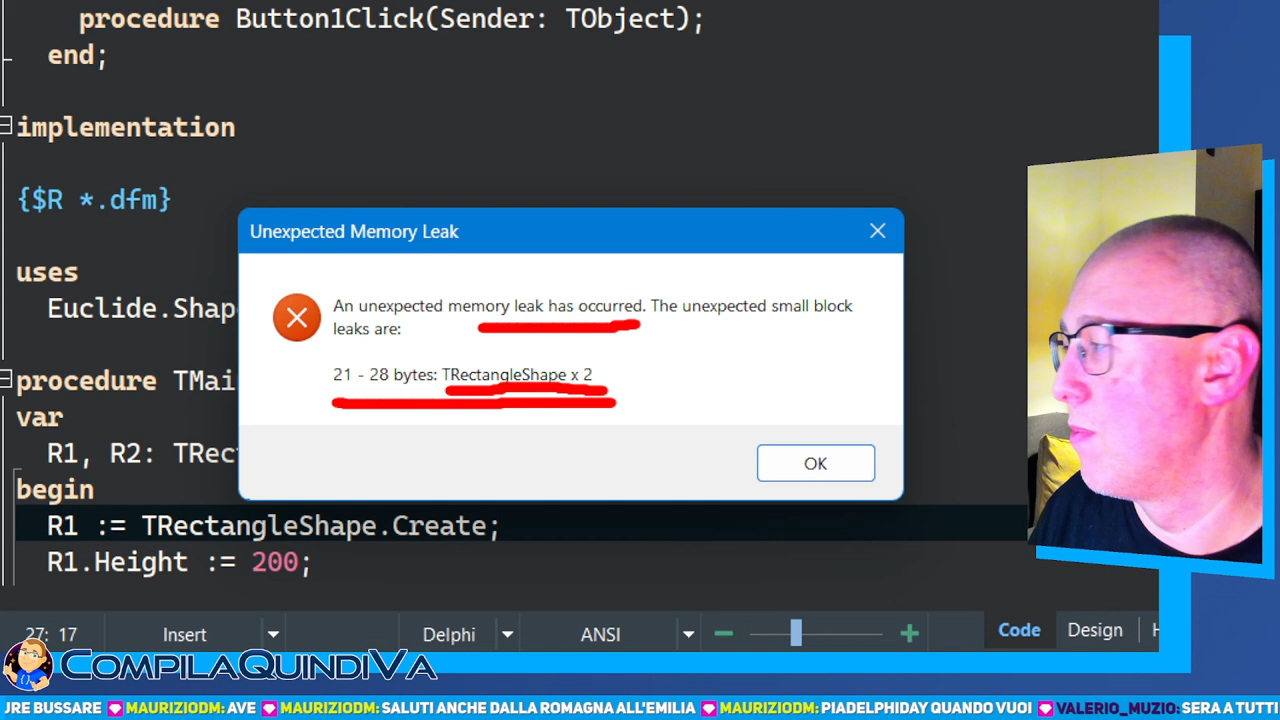 procedure Button1Click(Sender: TObject);
end;
implementation
{$R *.dfm}
Unexpected Memory Leak
uses
Euclide.Shap
An unexpected memory leak has occurred. The unexpected small block
leaks are:
21 - 28 bytes: TRectangleShape x 2
procedure TMai
var
R1, R2: TRec
OK
begin
R1 := TRectangleShape.Create;
R1.Height := 200;
27: 17 Insert Delphi ANSI Code Design H
COMPILAQUINDIVA
JRE BUSSARE MAURIZIODM: AVE MAURIZIODM: SALUTI ANCHE DALLA ROMAGNA ALL'EMILIA MAURIZIODM: PIADELPHIDAY QUANDO VUOI VALERIO_MUZIO: SERA A TUTTI